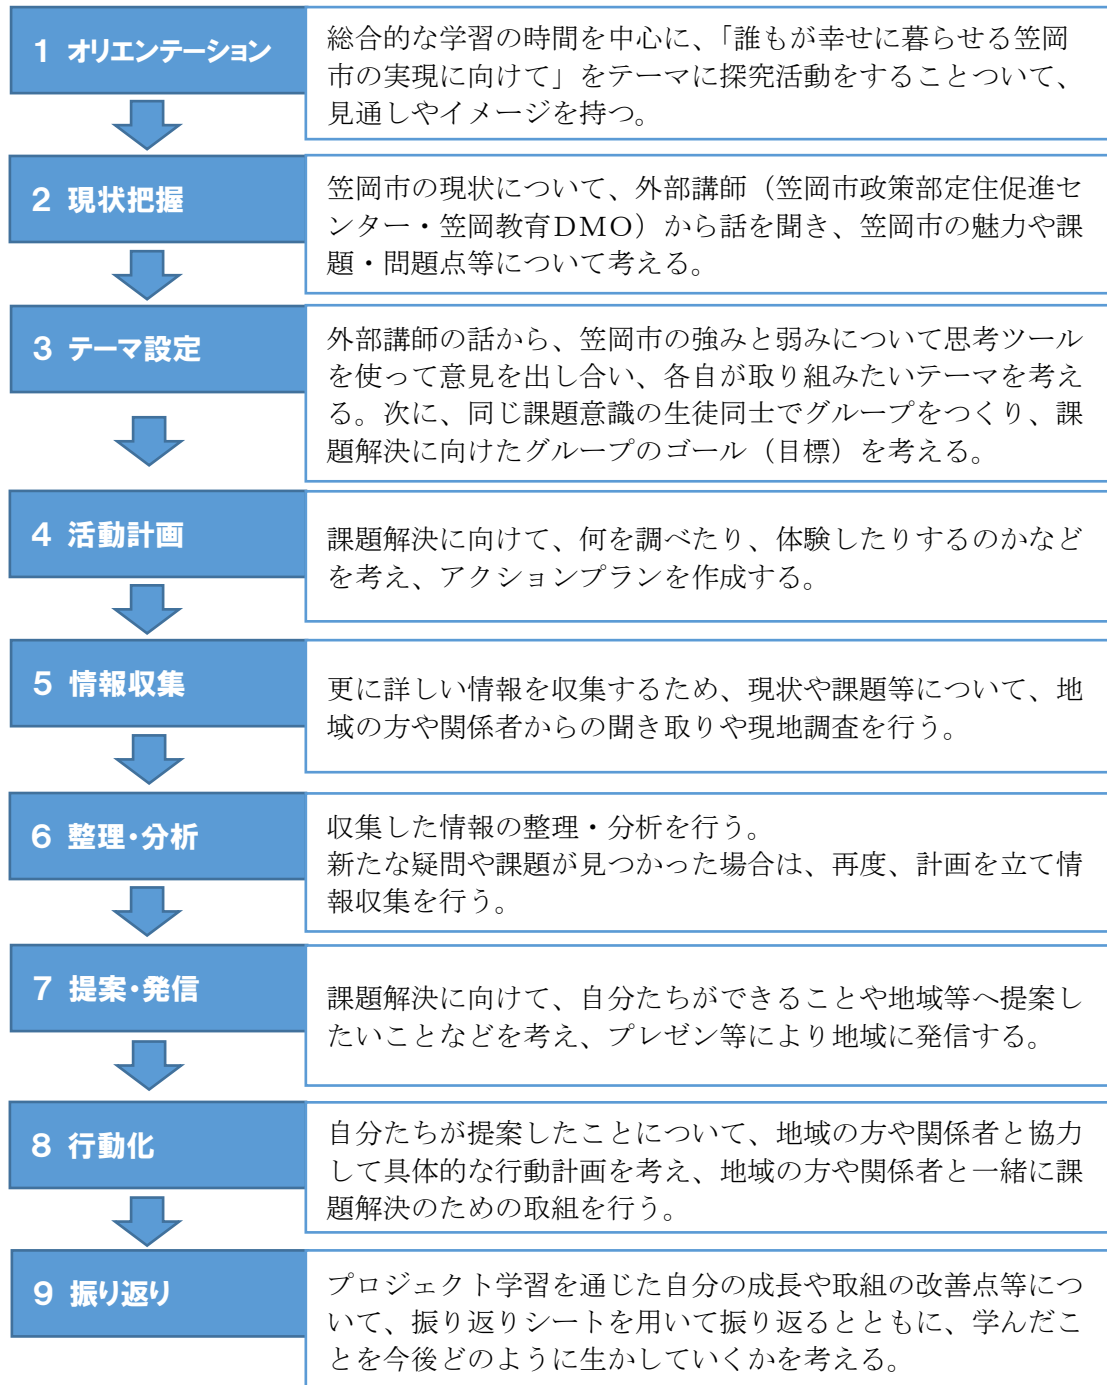 1 オリエンテーション
総合的な学習の時間を中心に、「誰もが幸せに暮らせる笠岡
市の実現に向けて」をテーマに探究活動をすることついて、
見通しやイメージを持つ。
2 現状把握
笠岡市の現状について、外部講師（笠岡市政策部定住促進セ
ンター・笠岡教育DMO）から話を聞き、笠岡市の魅力や課
題・問題点等について考える。
3 テーマ設定
外部講師の話から、笠岡市の強みと弱みについて思考ツール
を使って意見を出し合い、各自が取り組みたいテーマを考え
る。次に、同じ課題意識の生徒同士でグループをつくり、課
題解決に向けたグループのゴール（目標）を考える。
4 活動計画
課題解決に向けて、何を調べたり、体験したりするのかなど
を考え、アクションプランを作成する。
5 情報収集
更に詳しい情報を収集するため、現状や課題等について、地
域の方や関係者からの聞き取りや現地調査を行う。
6 整理・分析
収集した情報の整理・分析を行う。
新たな疑問や課題が見つかった場合は、再度、計画を立て情
報収集を行う。
7 提案・発信
課題解決に向けて、自分たちができることや地域等へ提案し
たいことなどを考え、プレゼン等により地域に発信する。
8 行動化
自分たちが提案したことについて、地域の方や関係者と協力
して具体的な行動計画を考え、地域の方や関係者と一緒に課
題解決のための取組を行う。
9 振り返り
プロジェクト学習を通じた自分の成長や取組の改善点等につ
いて、振り返りシートを用いて振り返るとともに、学んだこ
とを今後どのように生かしていくかを考える。